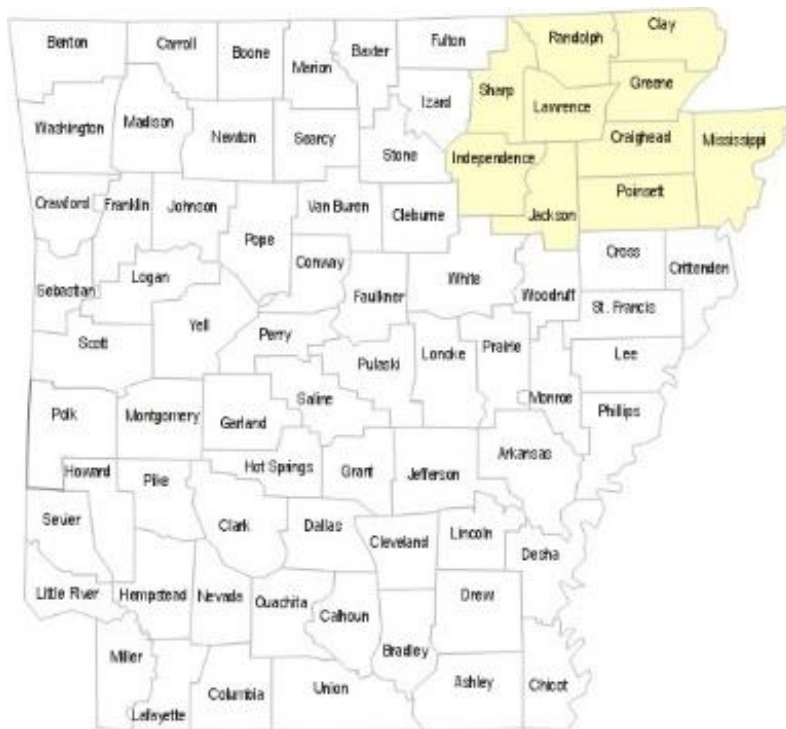 Benton
Carroll
Boone
Marion
Baxter
Fulton
Randolph
Clay
Sharp
Izard
Lawrence
Greene
Washington
Madison
Newton
Searcy
Stone
Independence
Craighead
Mississippi
Crawford
Franklin
Johnson
Van Buren
Cleburne
Jackson
Poinsett
Pope
Conway
Cross
Crittenden
Sebastian
Logan
Faulkner
White
Woodruff
St. Francis
Yell
Perry
Scott
Pulaski
Lonoke
Prairie
Lee
Saline
Monroe
Phillips
Polk
Montgomery
Garland
Arkansas
Howard
Pike
Hot Springs
Grant
Jefferson
Sevier
Clark
Dallas
Cleveland
Lincoln
Desha
Little River
Hempstead
Nevada
Ouachita
Calhoun
Drew
Bradley
Miller
Lafayette
Columbia
Union
Ashley
Chicot